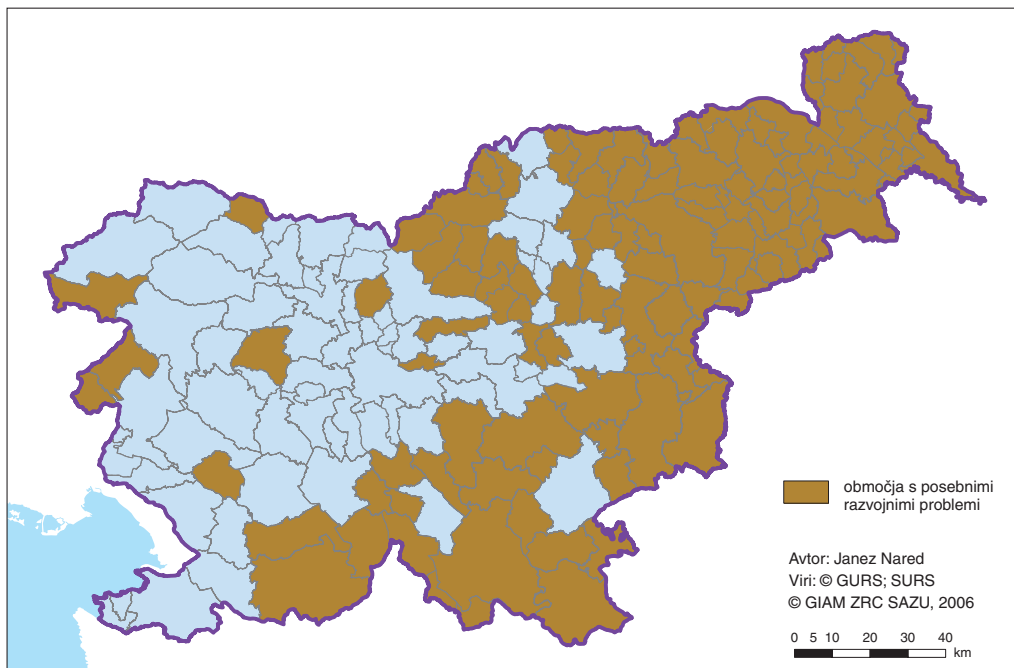 območja s posebnimi
razvojnimi problemi
Avtor: Janez Nared
Viri: © GURS; SURS
© GIAM ZRC SAZU, 2006
0 5 10 20 30 40
km